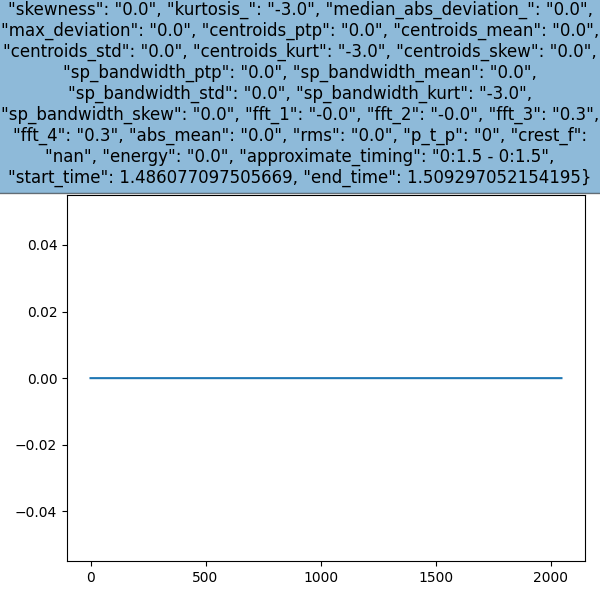 "skewness": "0.0", "kurtosis_": "-3.0", "median_abs_deviation_": "0.0",
"max_deviation": "0.0", "centroids_ptp": "0.0", "centroids_mean": "0.0",
"centroids_std": "0.0", "centroids_kurt": "-3.0", "centroids_skew": "0.0",
"sp_bandwidth_ptp": "0.0", "sp_bandwidth_mean": "0.0",
"sp_bandwidth_std": "0.0", "sp_bandwidth_kurt": "-3.0",
"sp_bandwidth_skew": "0.0", "fft_1": "-0.0", "fft_2": "-0.0", "fft_3": "0.3",
"fft_4": "0.3", "abs_mean": "0.0", "rms": "0.0", "p_t_p": "0", "crest_f":
"nan", "energy": "0.0", "approximate_timing": "0:1.5 - 0:1.5",
"start_time": 1.486077097505669, "end_time": 1.509297052154195}
0.04
0.02
0.00
−0.02
−0.04
0 500 1000 1500 2000